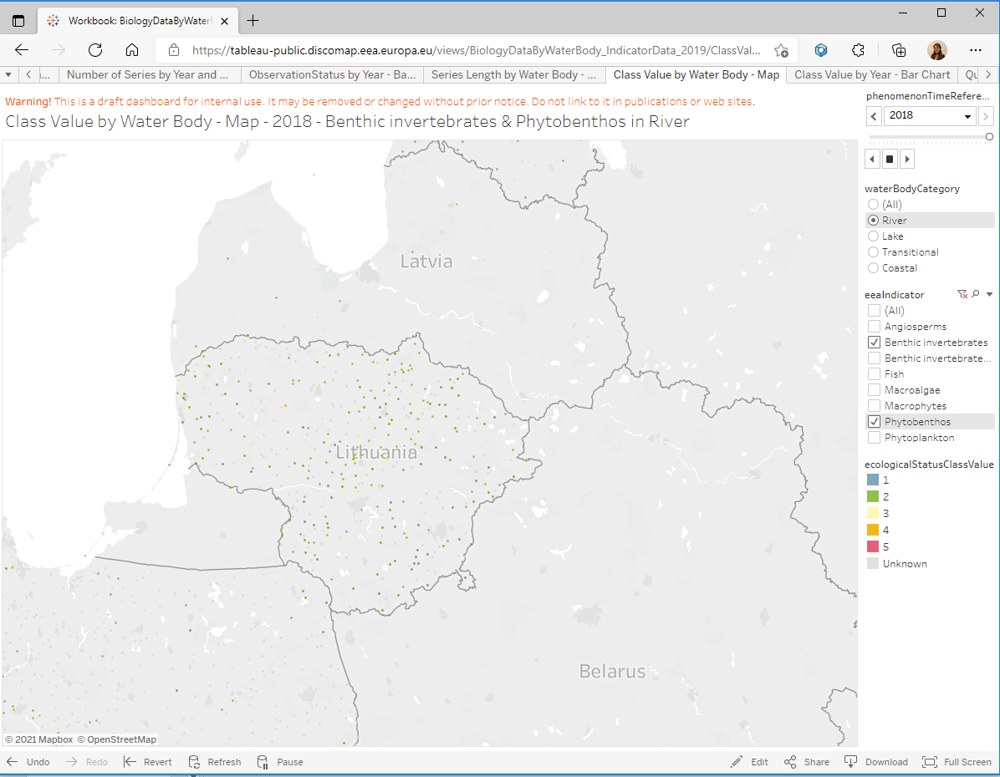 Workbook: BiologyDataByWaterB
https://tableau-public.discomap.eea.europa.eu/views/BiologyDataByWaterBody_IndicatorData_2019/ClassVal...
... Number of Series by Year and ... ObservationStatus by Year - Ba... Series Length by Water Body - ... Class Value by Water Body - Map Class Value by Year - Bar Chart Qu
Warning! This is a draft dashboard for internal use. It may be removed or changed without prior notice. Do not link to it in publications or web sites.
Class Value by Water Body - Map - 2018 - Benthic invertebrates & Phytobenthos in River
phenomenonTimeRefere...
2018
waterBodyCategory
(All)
River
Lake
Transitional
Coastal
eeaIndicator
(All)
Angiosperms
Benthic invertebrates
Benthic invertebrate...
Fish
Macroalgae
Macrophytes
Phytobenthos
Phytoplankton
ecologicalStatusClassValue
1
2
3
4
5
Unknown
Latvia
Lithuania
Belarus
© 2021 Mapbox © OpenStreetMap
Undo Redo Revert Refresh Pause Edit Share Download Full Screen